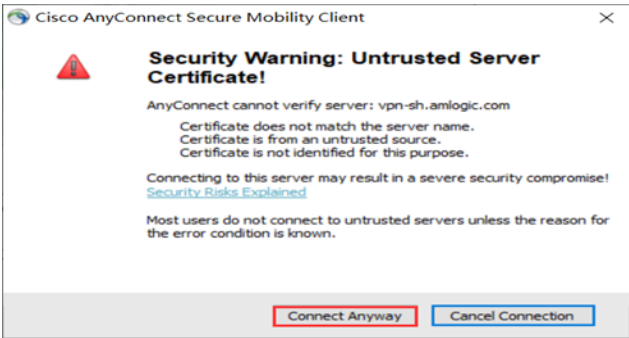 Cisco AnyConnect Secure Mobility Client
Security Warning: Untrusted Server
Certificate!
AnyConnect cannot verify server: vpn-sh.amlogic.com
Certificate does not match the server name.
Certificate is from an untrusted source.
Certificate is not identified for this purpose.
Connecting to this server may result in a severe security compromise!
Security Risks Explained
Most users do not connect to untrusted servers unless the reason for
the error condition is known.
Connect Anyway
Cancel Connection